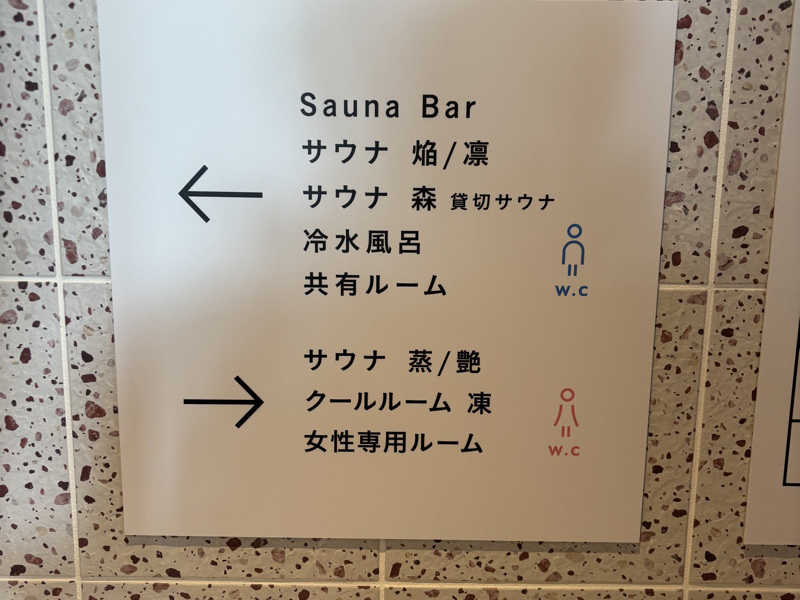 Sauna Bar
サウナ 焔/凛
サウナ 森 貸切サウナ
冷水風呂
共有ルーム
w.c
サウナ 蒸/艶
クールルーム 凍
女性専用ルーム
w.c